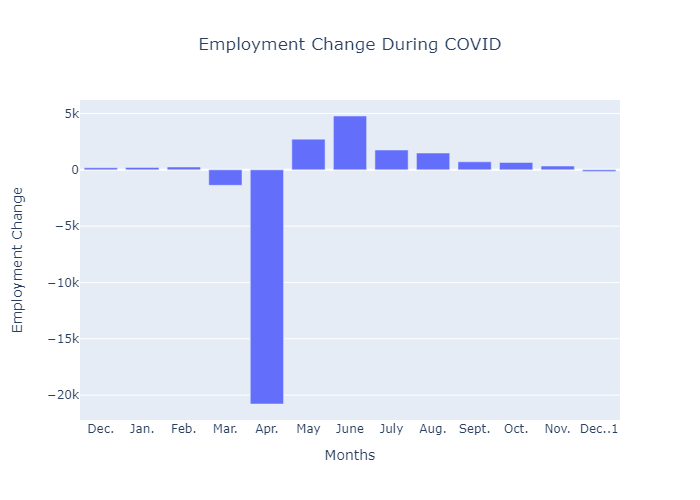 Employment Change During COVID
5k
0
−5k
−10k
−15k
−20k
Employment Change
Dec. Jan. Feb. Mar. Apr. May June July Aug. Sept. Oct. Nov. Dec..1
Months